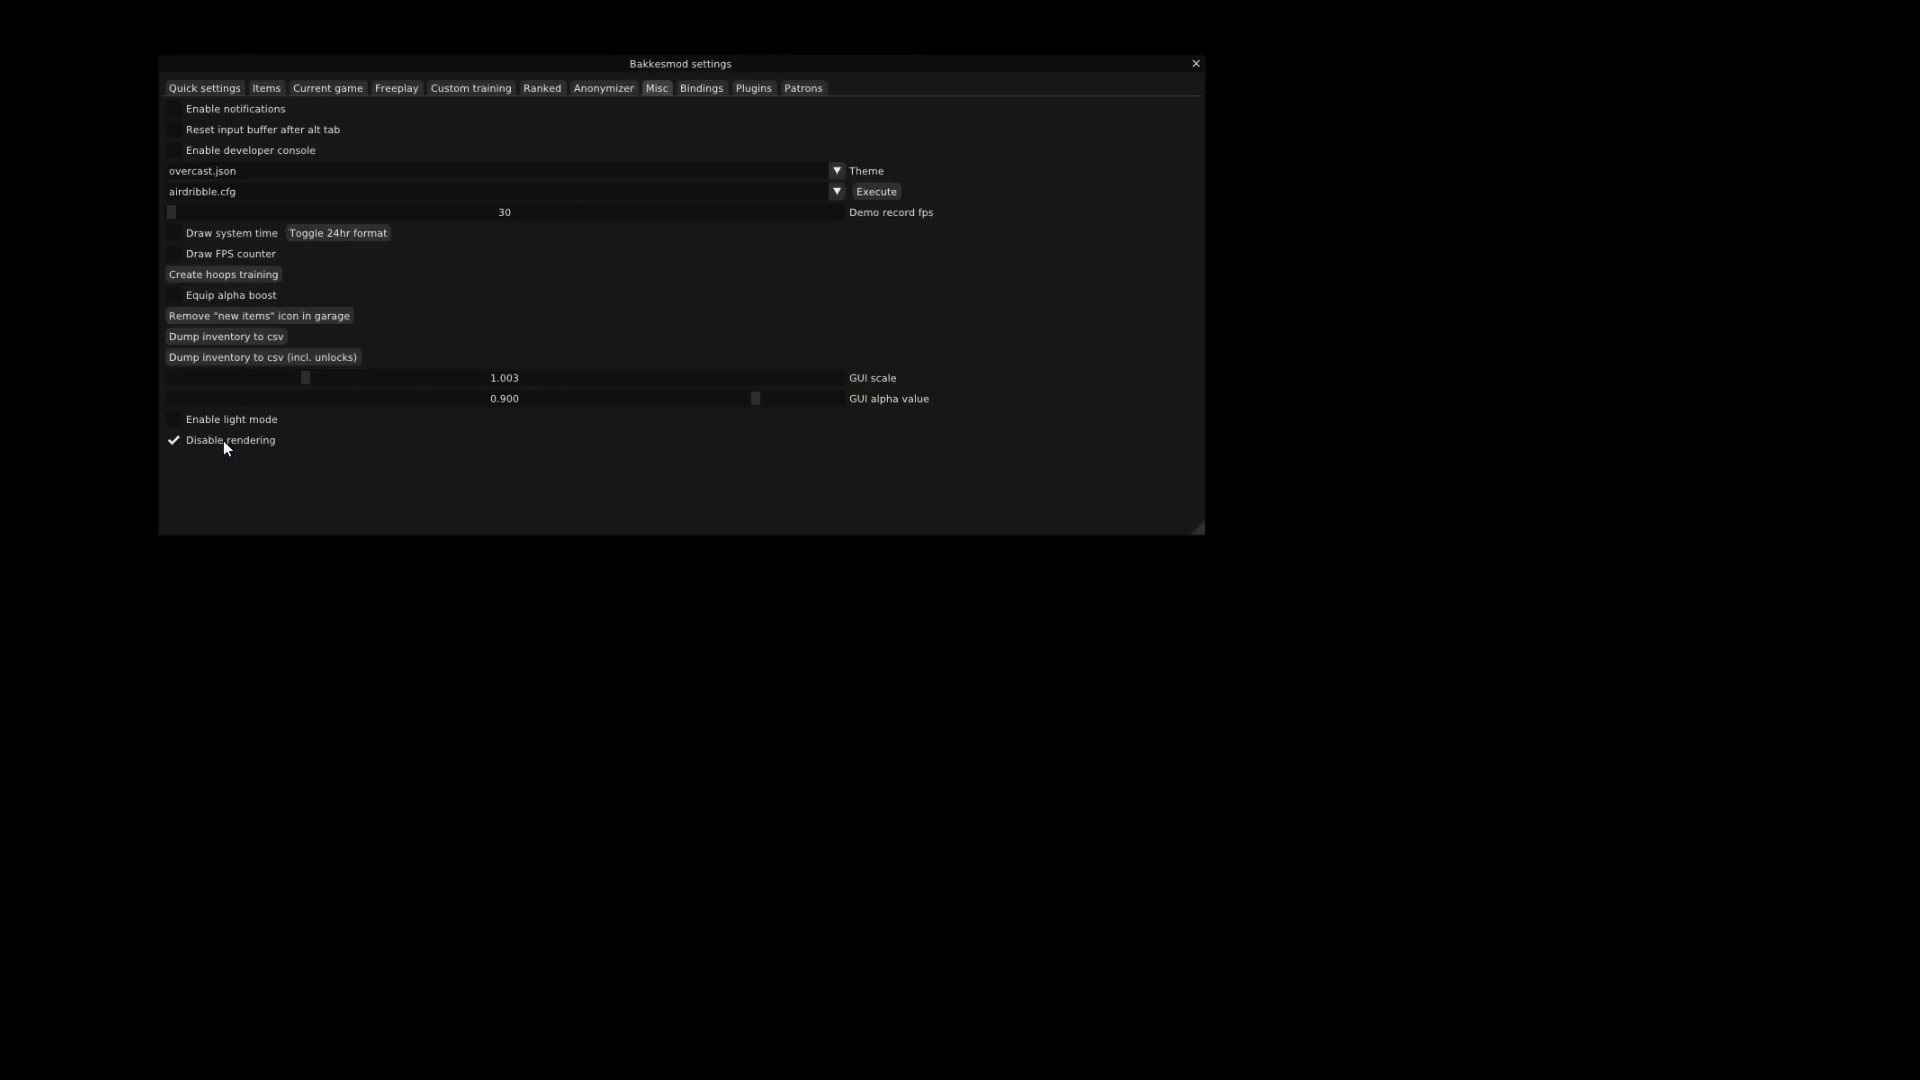 Bakkesmod settings
Quick settings Items Current game Freeplay Custom training Ranked Anonymizer Misc Bindings Plugins Patrons
Enable notifications
Reset input buffer after alt tab
Enable developer console
overcast.json Theme
airdribble.cfg Execute
30 Demo record fps
Draw system time Toggle 24hr format
Draw FPS counter
Create hoops training
Equip alpha boost
Remove "new items" icon in garage
Dump inventory to csv
Dump inventory to csv (incl. unlocks)
1.003 GUI scale
0.900 GUI alpha value
Enable light mode
Disable rendering